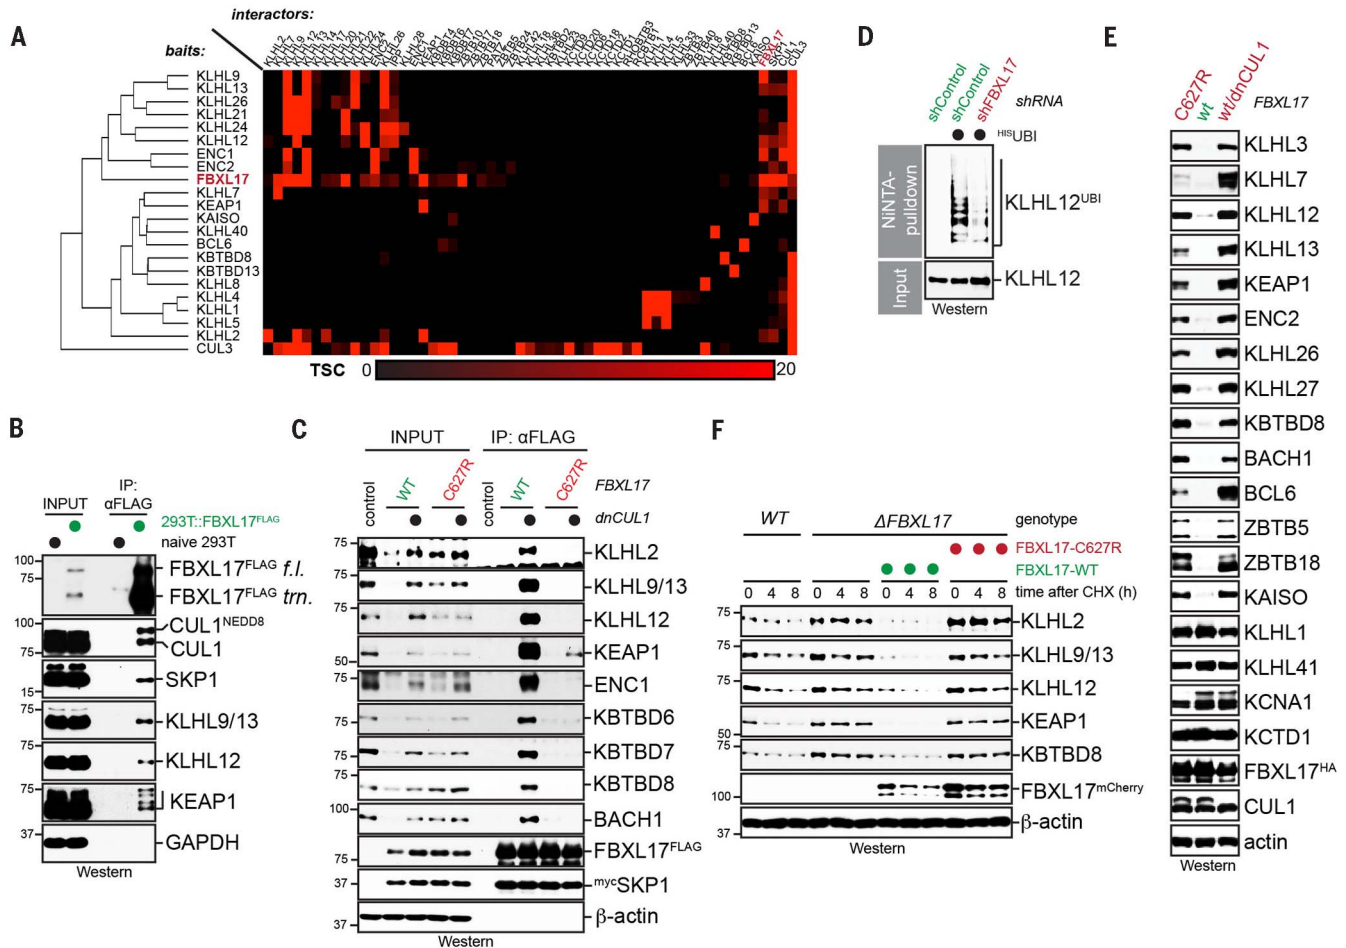 A
interactors:
baits:
FBXL17
SKP1
CUL1
CUL3
KLHL9
KLHL13
KLHL26
KLHL21
KLHL24
KLHL12
ENC1
ENC2
FBXL17
KLHL7
KEAP1
KAISO
KLHL40
BCL6
KBTBD8
KBTBD13
KLHL8
KLHL4
KLHL1
KLHL5
KLHL2
CUL3
TSC 0 20
B
INPUT
IP: αFLAG
293T::FBXL17FLAG
naive 293T
100
75
FBXL17FLAG f.l.
FBXL17FLAG trn.
100
75
CUL1NEDD8
CUL1
15
SKP1
75
KLHL9/13
75
KLHL12
75
KEAP1
37
GAPDH
Western
C
INPUT
IP: αFLAG
control
WT
C627R
control
WT
C627R
FBXL17
dnCUL1
75
KLHL2
75
KLHL9/13
75
KLHL12
50
KEAP1
75
ENC1
75
KBTBD6
75
KBTBD7
75
KBTBD8
100
BACH1
75
FBXL17FLAG
37
mycSKP1
37
β-actin
Western
D
shControl
shControl
shFBXL17
shRNA
HISUBI
NiNTA-pulldown
KLHL12UBI
Input
KLHL12
Western
E
C627R
wt
wt/dnCUL1
FBXL17
KLHL3
KLHL7
KLHL12
KLHL13
KEAP1
ENC2
KLHL26
KLHL27
KBTBD8
BACH1
BCL6
ZBTB5
ZBTB18
KAISO
KLHL1
KLHL41
KCNA1
KCTD1
FBXL17HA
CUL1
actin
Western
F
WT
ΔFBXL17
genotype
FBXL17-C627R
FBXL17-WT
0 4 8 0 4 8 0 4 8 0 4 8 time after CHX (h)
75
KLHL2
75
KLHL9/13
75
KLHL12
50
KEAP1
75
KBTBD8
100
FBXL17mCherry
37
β-actin
Western